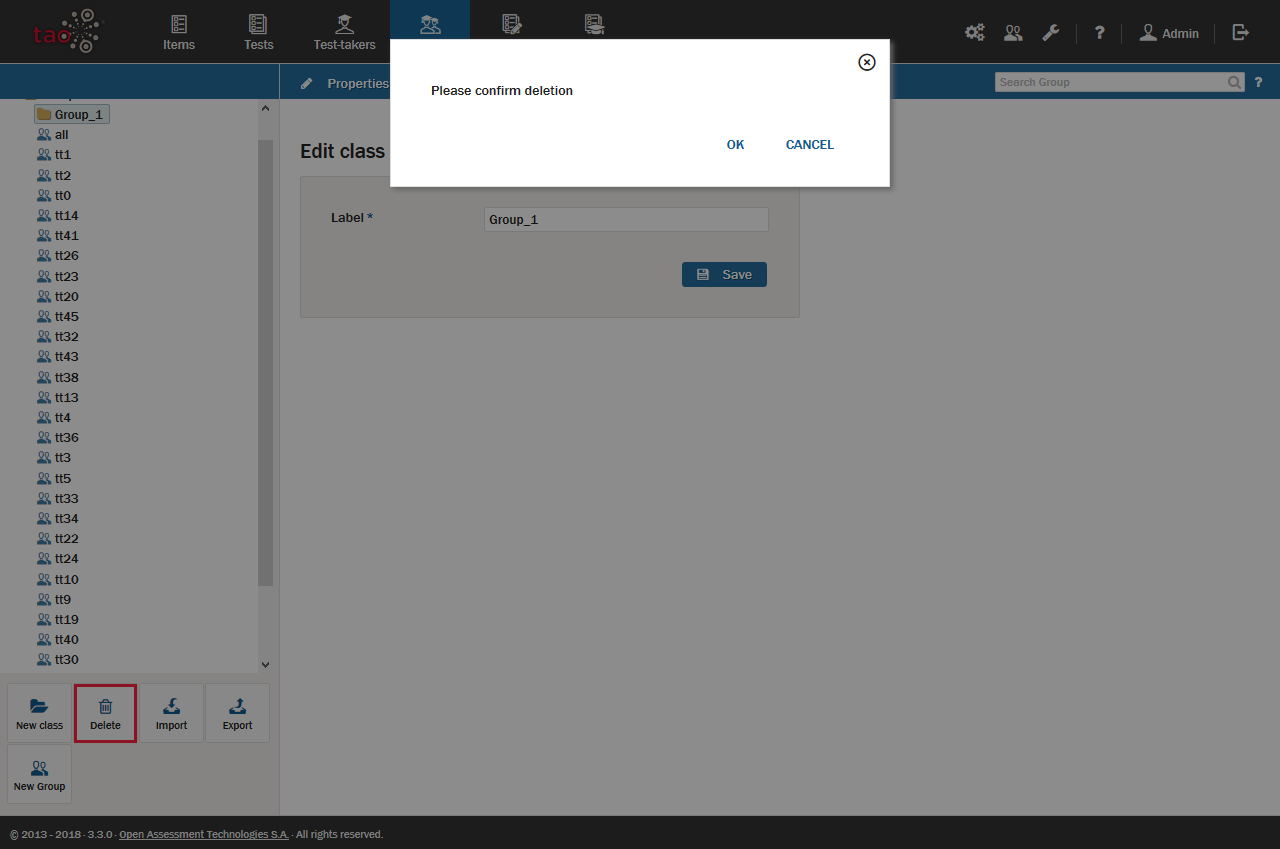 tao
Items
Tests
Test-takers
?
Admin
Properties
Search Group
?
Please confirm deletion
OK
CANCEL
Group_1
all
tt1
tt2
tt0
tt14
tt41
tt26
tt23
tt20
tt45
tt32
tt43
tt38
tt13
tt4
tt36
tt3
tt5
tt33
tt34
tt22
tt24
tt10
tt9
tt19
tt40
tt30
Edit class
Label *
Group_1
Save
New class
Delete
Import
Export
New Group
© 2013 - 2018 · 3.3.0 · Open Assessment Technologies S.A. · All rights reserved.